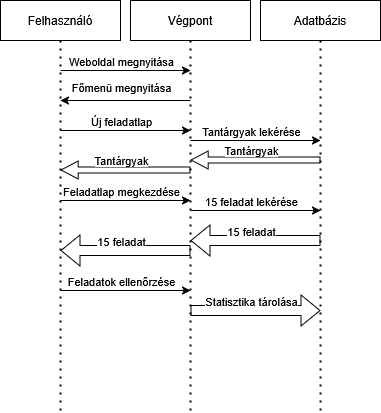 Felhasználó
Végpont
Adatbázis
Weboldal megnyitása
Főmenü megnyitása
Új feladatlap
Tantárgyak lekérése
Tantárgyak
Tantárgyak
Feladatlap megkezdése
15 feladat lekérése
15 feladat
15 feladat
Feladatok ellenőrzése
Statisztika tárolása